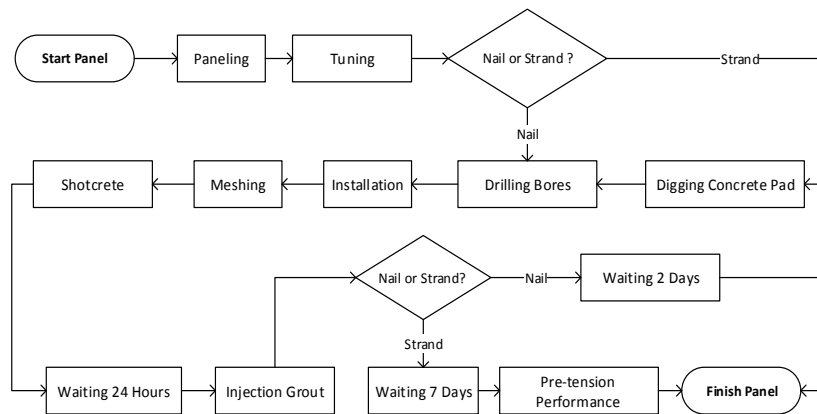 Start Panel
Paneling
Tuning
Nail or Strand ?
Strand
Nail
Shotcrete
Meshing
Installation
Drilling Bores
Digging Concrete Pad
Nail or Strand?
Nail
Waiting 2 Days
Strand
Waiting 24 Hours
Injection Grout
Waiting 7 Days
Pre-tension
Performance
Finish Panel